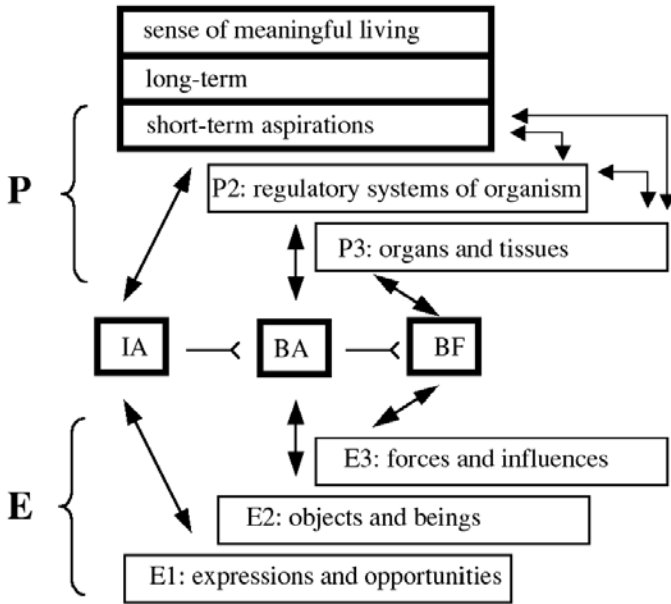 sense of meaningful living
long-term
short-term aspirations
P
P2: regulatory systems of organism
P3: organs and tissues
IA
BA
BF
E3: forces and influences
E
E2: objects and beings
E1: expressions and opportunities